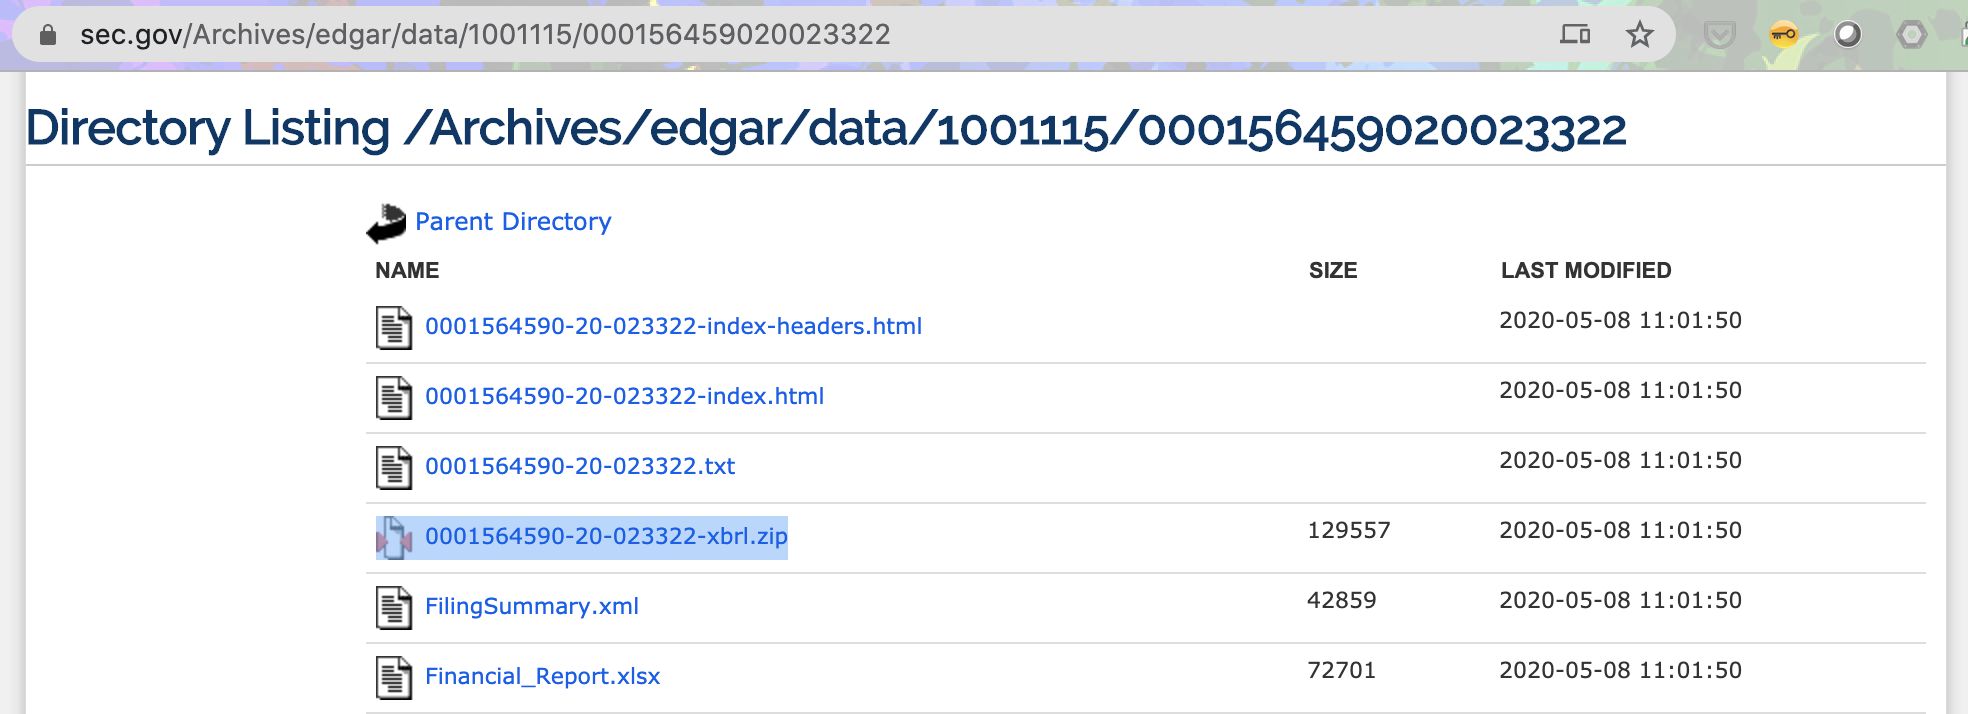 sec.gov/Archives/edgar/data/1001115/000156459020023322
Directory Listing /Archives/edgar/data/1001115/000156459020023322
Parent Directory
NAME SIZE LAST MODIFIED
0001564590-20-023322-index-headers.html 2020-05-08 11:01:50
0001564590-20-023322-index.html 2020-05-08 11:01:50
0001564590-20-023322.txt 2020-05-08 11:01:50
0001564590-20-023322-xbrl.zip 129557 2020-05-08 11:01:50
FilingSummary.xml 42859 2020-05-08 11:01:50
Financial_Report.xlsx 72701 2020-05-08 11:01:50